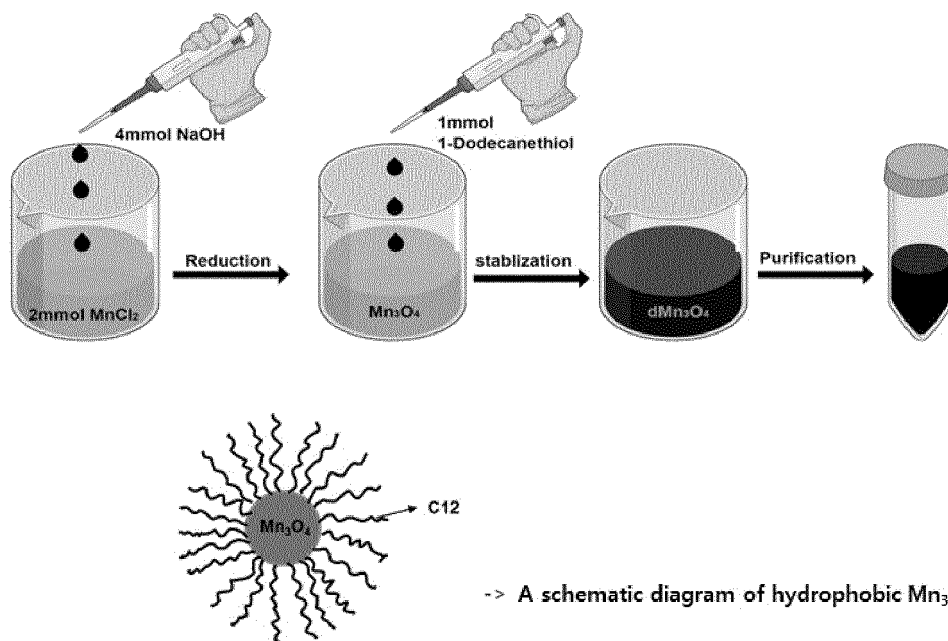 4mmol NaOH
1mmol
1-Dodecanethiol
2mmol MnCl₂
Reduction
Mn₃O₄
stablization
dMn₃O₄
Purification
Mn₃O₄
C12
-> A schematic diagram of hydrophobic Mn₃